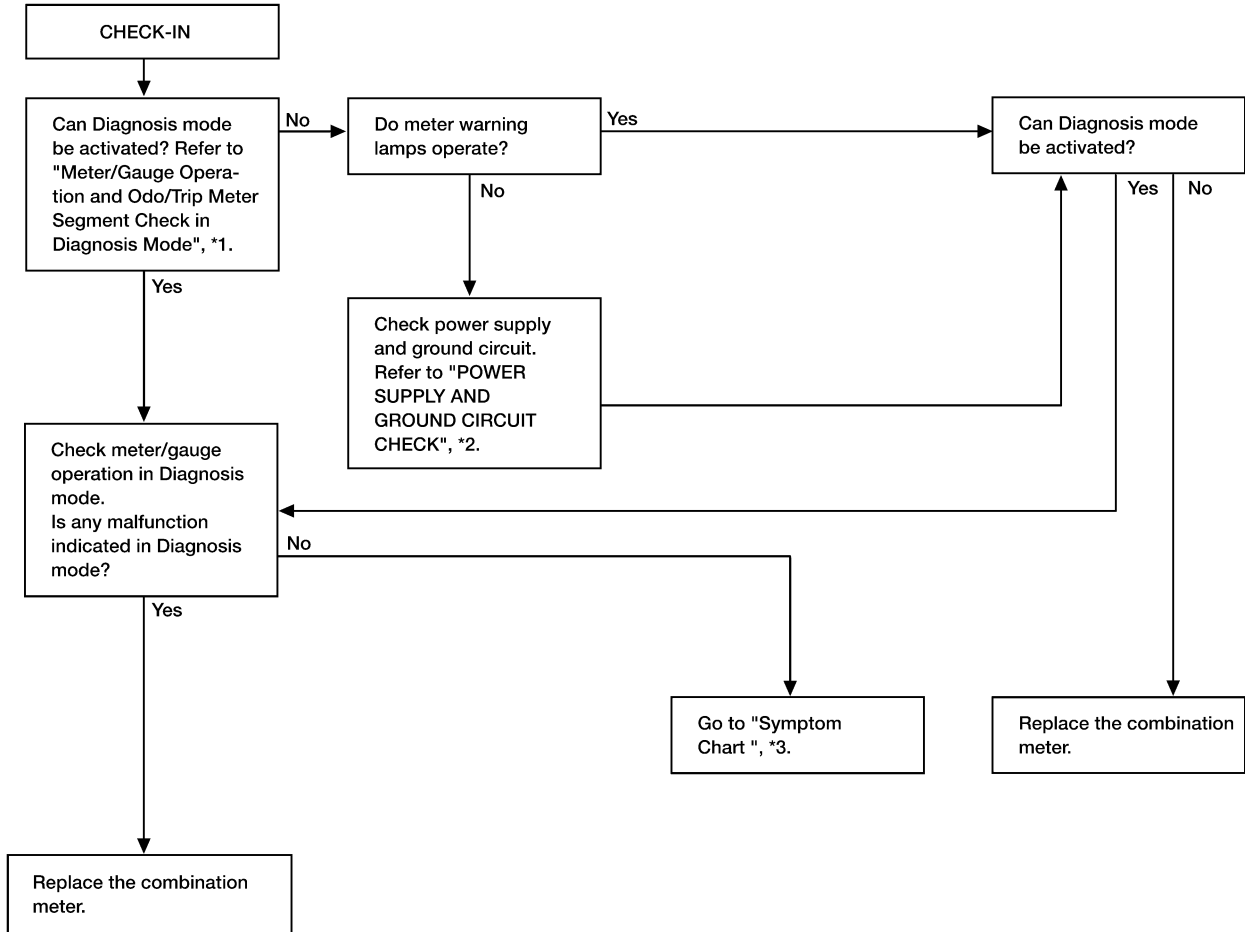 CHECK-IN
Can Diagnosis mode
be activated? Refer to
"Meter/Gauge Opera-
tion and Odo/Trip Meter
Segment Check in
Diagnosis Mode", *1.
No
Do meter warning
lamps operate?
Yes
Can Diagnosis mode
be activated?
Yes
No
No
Yes
Check power supply
and ground circuit.
Refer to "POWER
SUPPLY AND
GROUND CIRCUIT
CHECK", *2.
Check meter/gauge
operation in Diagnosis
mode.
Is any malfunction
indicated in Diagnosis
mode?
No
Yes
Go to "Symptom
Chart ", *3.
Replace the combination
meter.
Replace the combination
meter.